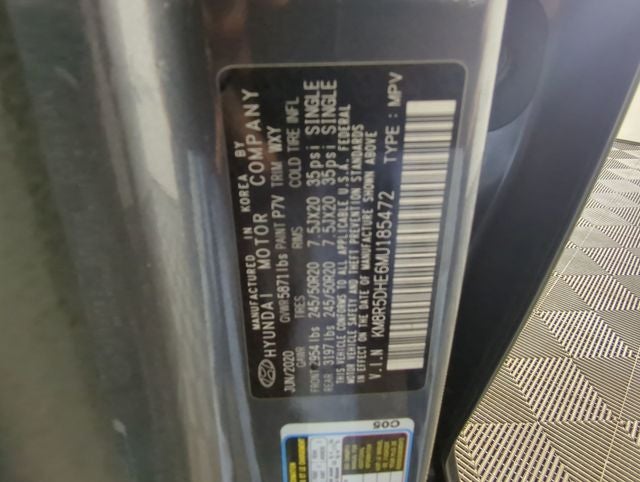 MANUFACTURED IN KOREA BY
HYUNDAI MOTOR COMPANY
JUN/2020 GVWR 5871lbs PAINT P7V TRM WXY
GAWR TIRES RIMS COLD TIRE INFL
FRONT 2954lbs 245/50R20 7.5JX20 35psi SINGLE
REAR 3197lbs 245/50R20 7.5JX20 35psi SINGLE
THIS VEHICLE CONFORMS TO ALL APPLICABLE U.S.A. FEDERAL
MOTOR VEHICLE SAFETY AND THEFT PREVENTION STANDARDS
IN EFFECT ON THE DATE OF MANUFACTURE SHOWN ABOVE
V.I.N KM8R5DHE6MU185472 TYPE : MPV
C05